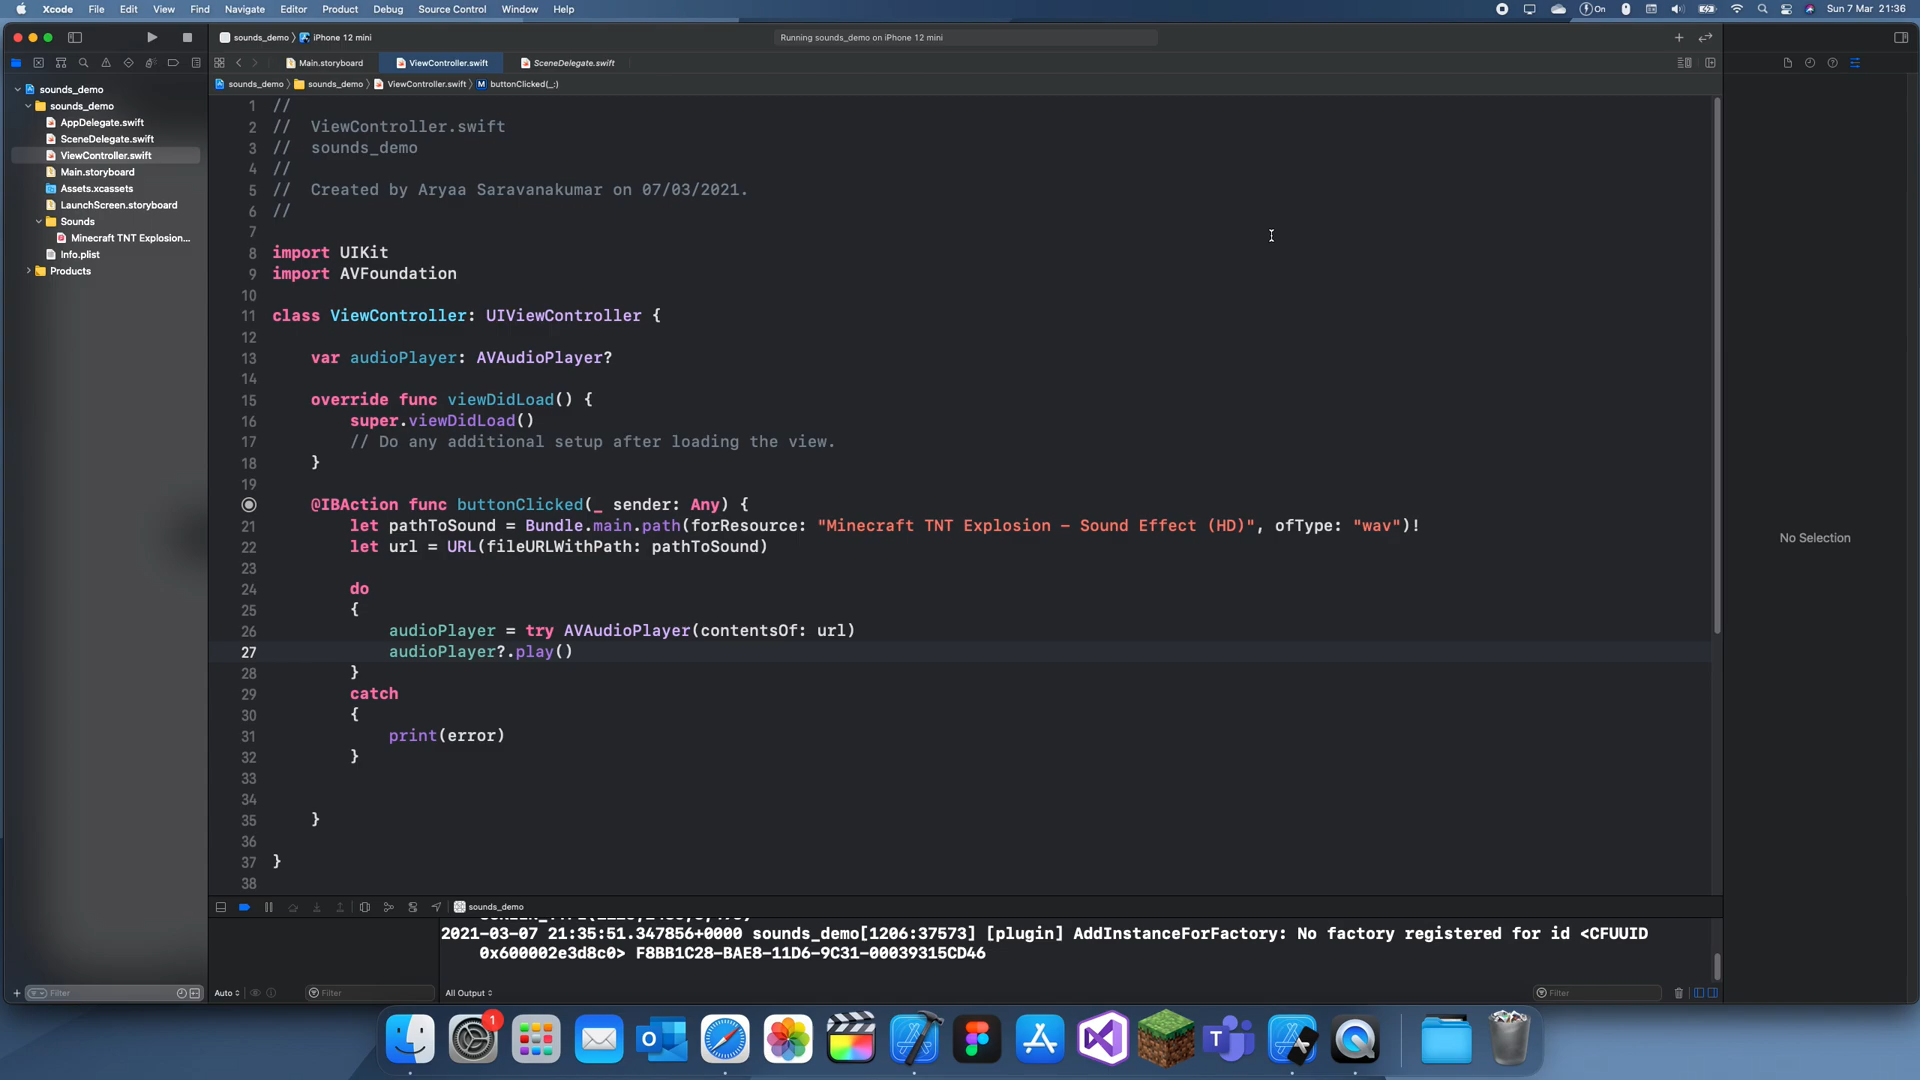 Xcode File Edit View Navigate Find Navigate Editor Product Debug Source Control Window Help On Sun 7 Mar 21:36
sounds_demo iPhone 12 mini Running sounds_demo on iPhone 12 mini
Main.storyboard ViewController.swift SceneDelegate.swift
sounds_demo sounds_demo ViewController.swift M buttonClicked(_:)
sounds_demo
sounds_demo
AppDelegate.swift
SceneDelegate.swift
ViewController.swift
Main.storyboard
Assets.xcassets
LaunchScreen.storyboard
Sounds
Minecraft TNT Explosion...
Info.plist
Products
1 //
2 // ViewController.swift
3 // sounds_demo
4 //
5 // Created by Aryaa Saravanakumar on 07/03/2021.
6 //
7
8 import UIKit
9 import AVFoundation
10
11 class ViewController: UIViewController {
12
13 var audioPlayer: AVAudioPlayer?
14
15 override func viewDidLoad() {
16 super.viewDidLoad()
17 // Do any additional setup after loading the view.
18 }
19
@IBAction func buttonClicked(_ sender: Any) {
21 let pathToSound = Bundle.main.path(forResource: "Minecraft TNT Explosion - Sound Effect (HD)", ofType: "wav")!
22 let url = URL(fileURLWithPath: pathToSound)
23
24 do
25 {
26 audioPlayer = try AVAudioPlayer(contentsOf: url)
27 audioPlayer?.play()
28 }
29 catch
30 {
31 print(error)
32 }
33
34
35 }
36
37 }
38
No Selection
sounds_demo
2021-03-07 21:35:51.347856+0000 sounds_demo[1206:37573] [plugin] AddInstanceForFactory: No factory registered for id <CFUUID
0x600002e3d8c0> F8BB1C28-BAE8-11D6-9C31-00039315CD46
Filter Auto Filter All Output Filter
1